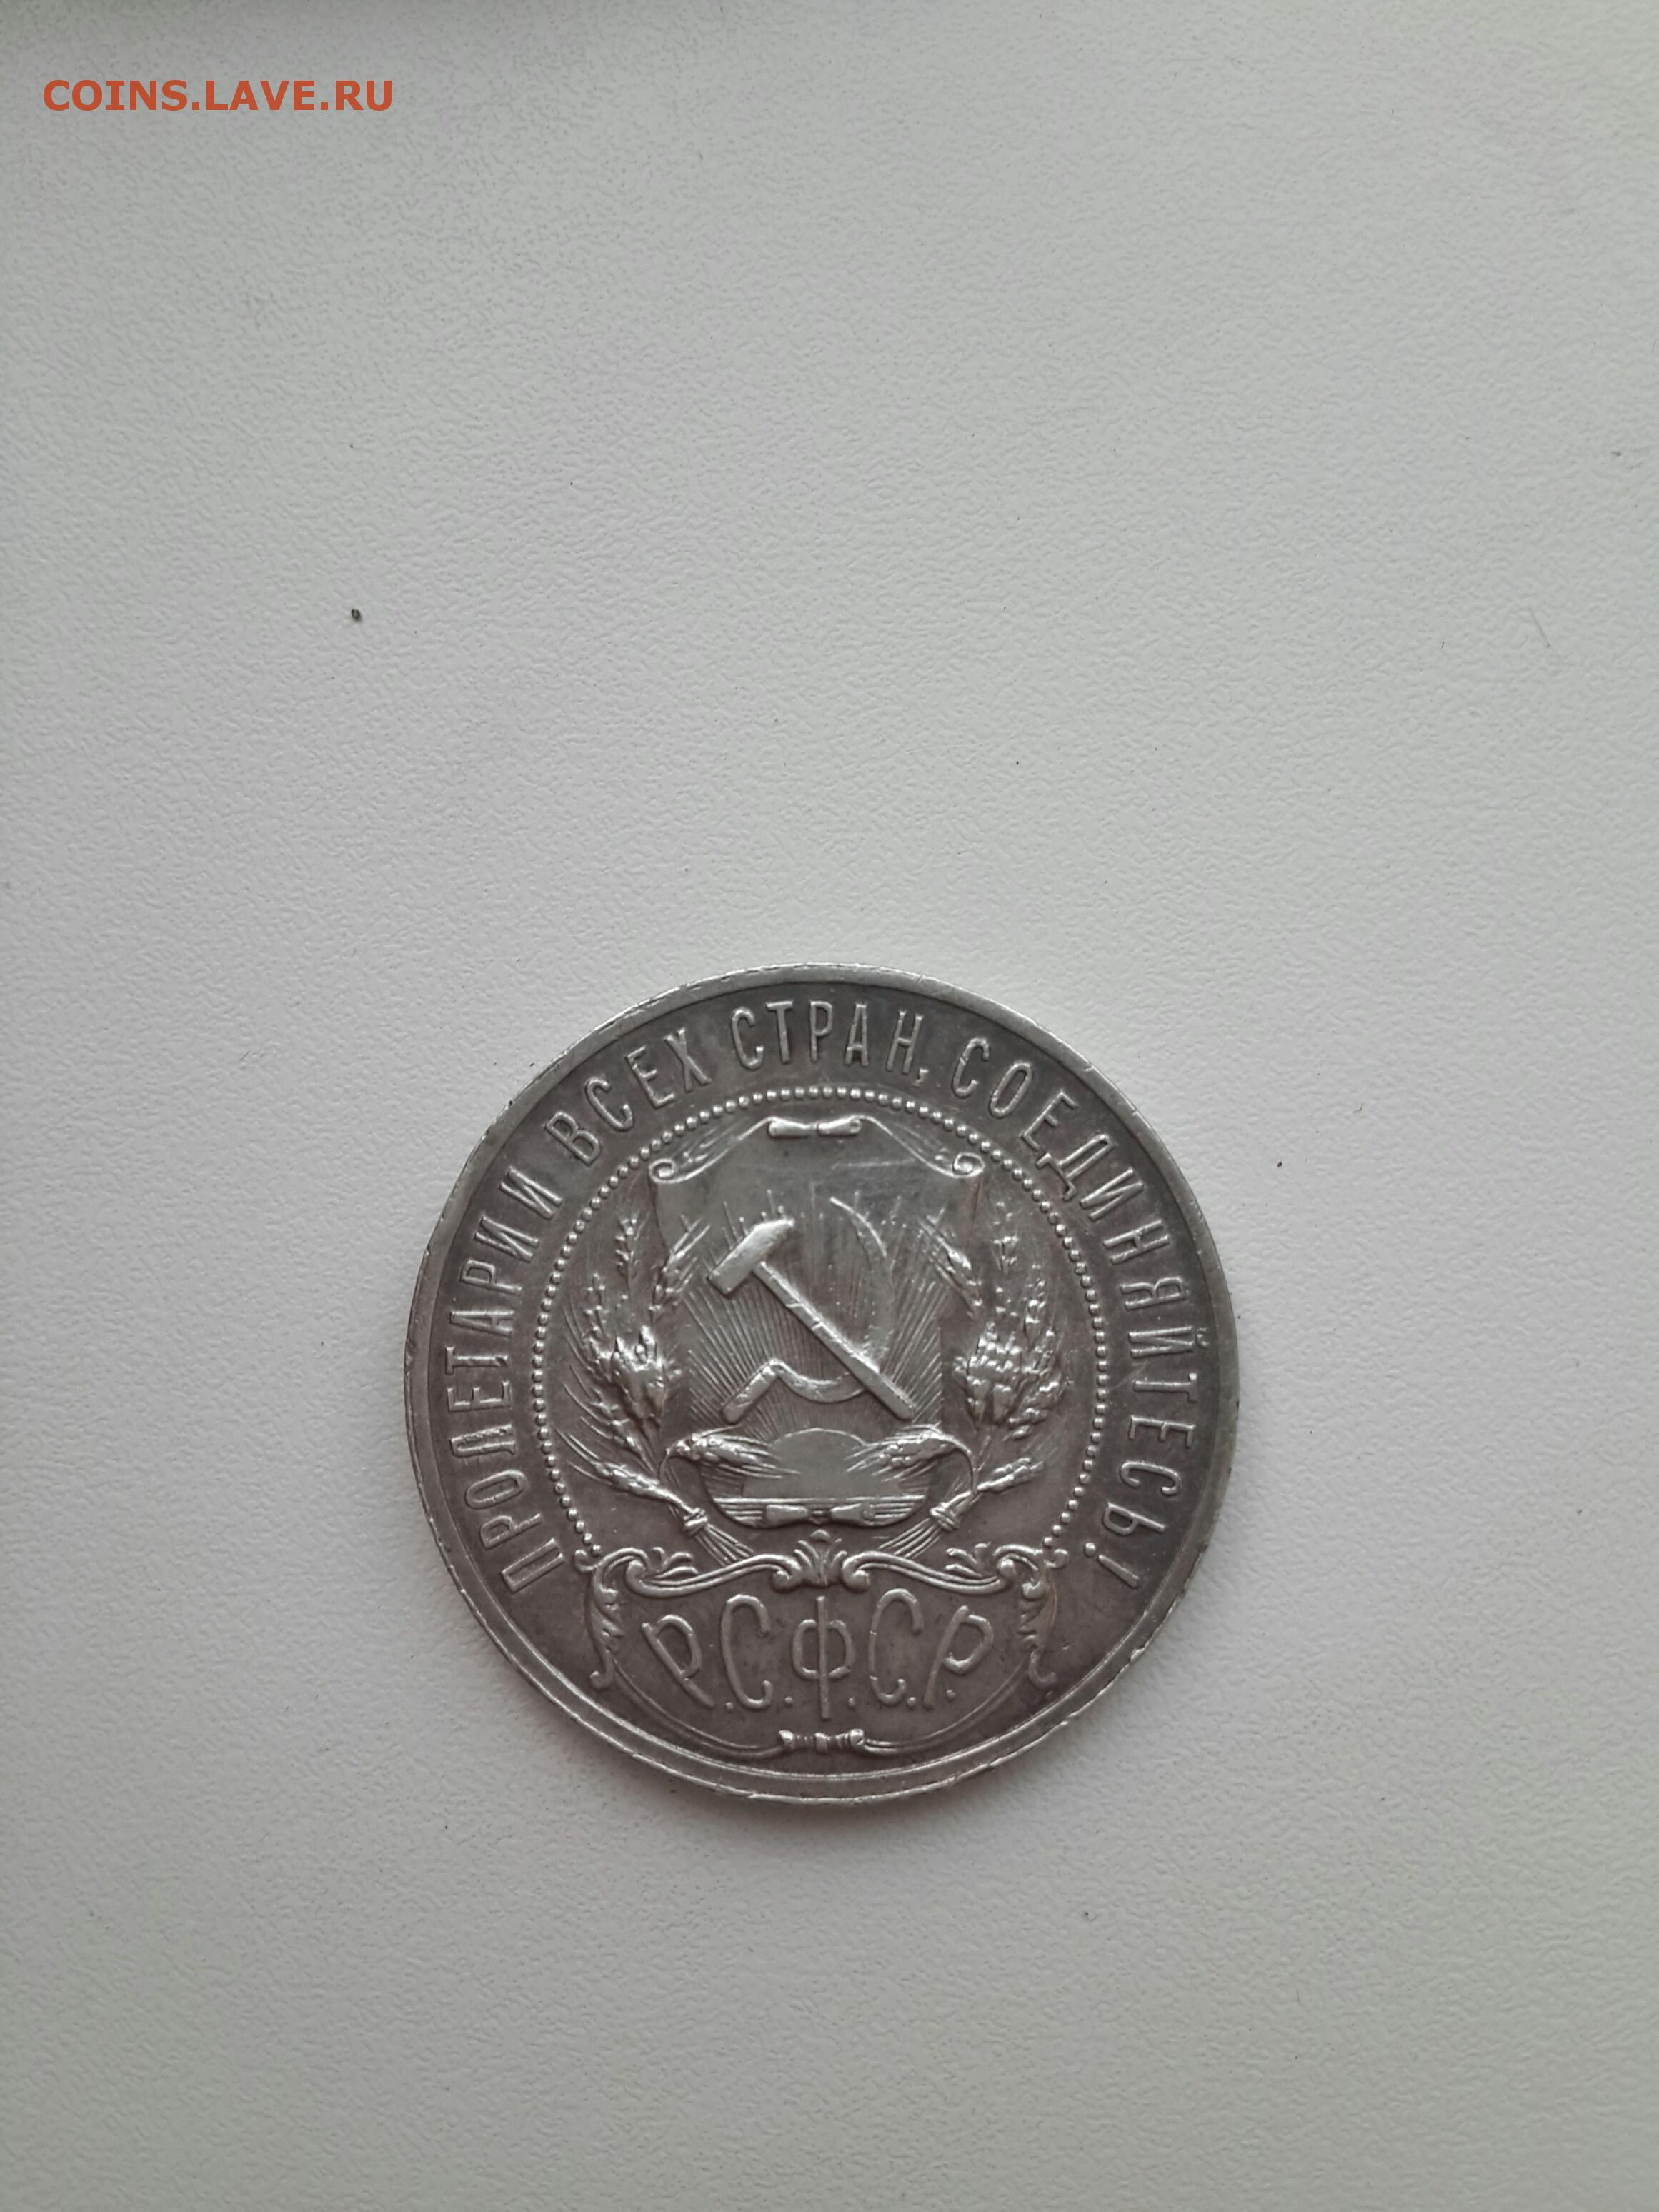 COINS.LAVE.RU
ПРОЛЕТАРИИ ВСЕХ СТРАН, СОЕДИНЯЙТЕСЬ!
Р.С.Ф.С.Р.